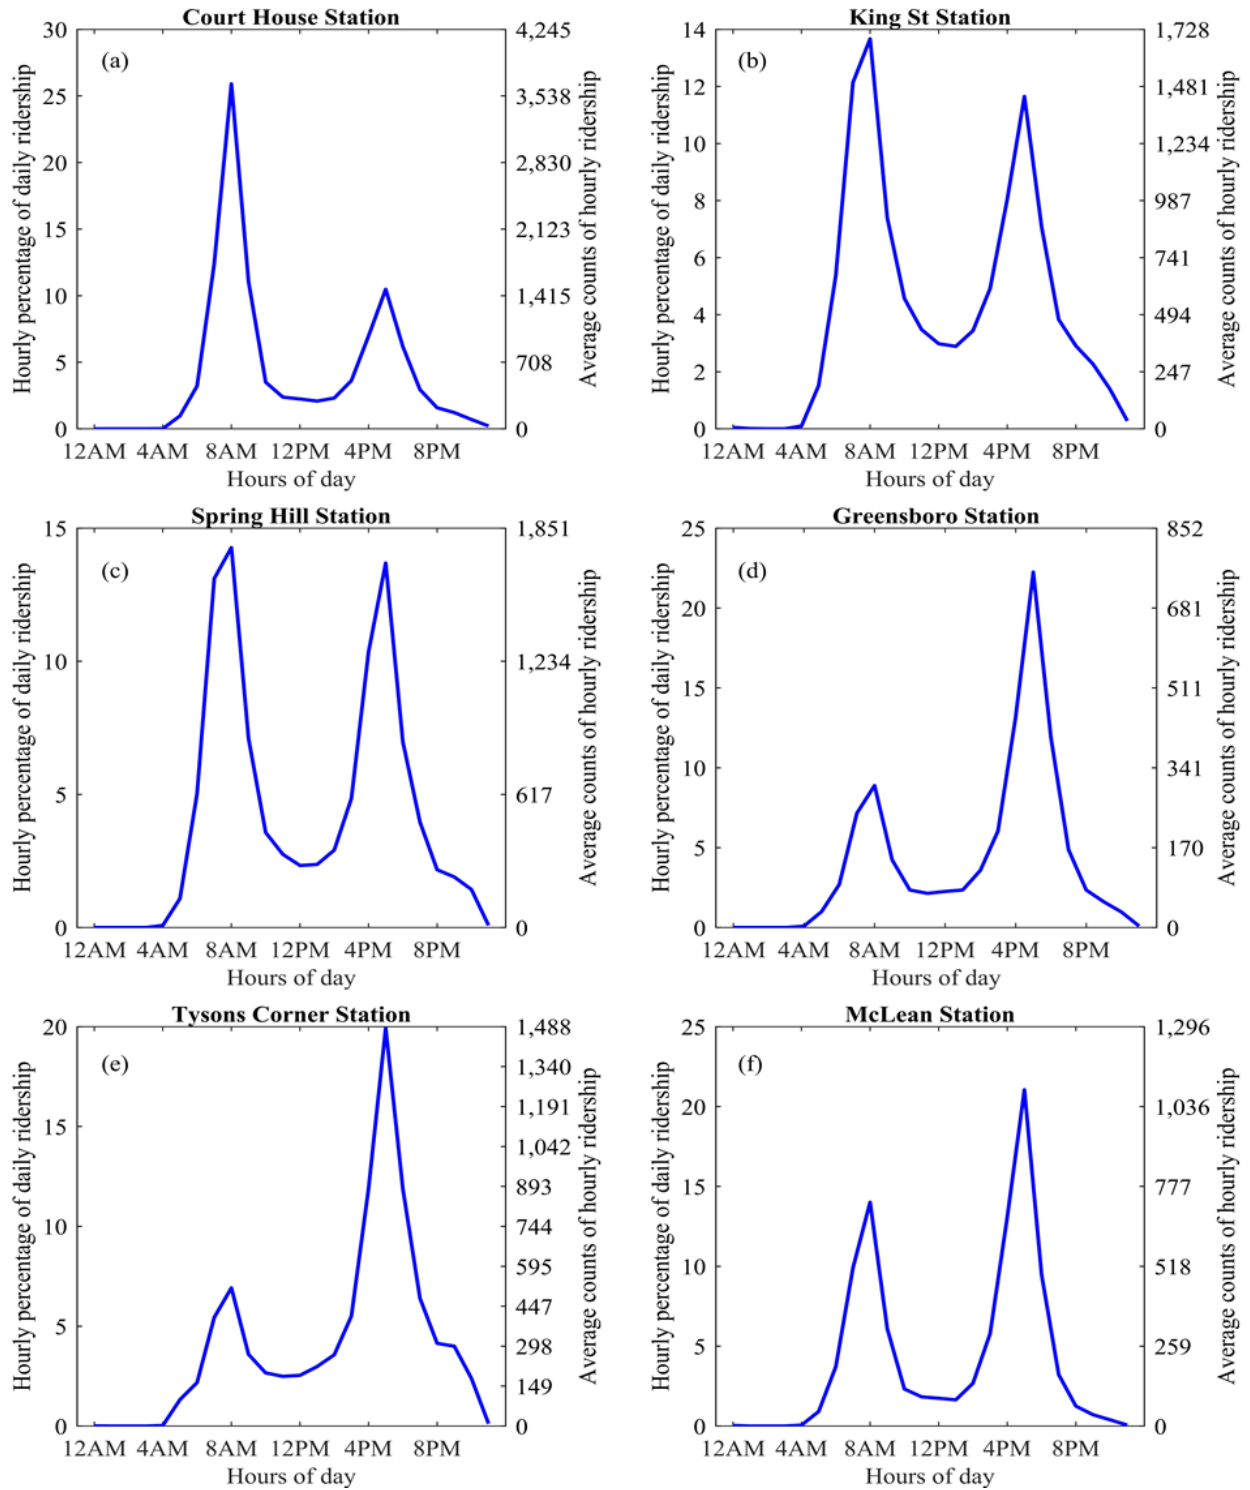 Court House Station
(a)
30
25
20
15
10
5
0
Hourly percentage of daily ridership
4,245
3,538
2,830
2,123
1,415
708
0
Average counts of hourly ridership
12AM 4AM 8AM 12PM 4PM 8PM
Hours of day
King St Station
(b)
14
12
10
8
6
4
2
0
Hourly percentage of daily ridership
1,728
1,481
1,234
987
741
494
247
0
Average counts of hourly ridership
12AM 4AM 8AM 12PM 4PM 8PM
Hours of day
Spring Hill Station
(c)
15
10
5
0
Hourly percentage of daily ridership
1,851
1,234
617
0
Average counts of hourly ridership
12AM 4AM 8AM 12PM 4PM 8PM
Hours of day
Greensboro Station
(d)
25
20
15
10
5
0
Hourly percentage of daily ridership
852
681
511
341
170
0
Average counts of hourly ridership
12AM 4AM 8AM 12PM 4PM 8PM
Hours of day
Tysons Corner Station
(e)
20
15
10
5
0
Hourly percentage of daily ridership
1,488
1,340
1,191
1,042
893
744
595
447
298
149
0
Average counts of hourly ridership
12AM 4AM 8AM 12PM 4PM 8PM
Hours of day
McLean Station
(f)
25
20
15
10
5
0
Hourly percentage of daily ridership
1,296
1,036
777
518
259
0
Average counts of hourly ridership
12AM 4AM 8AM 12PM 4PM 8PM
Hours of day